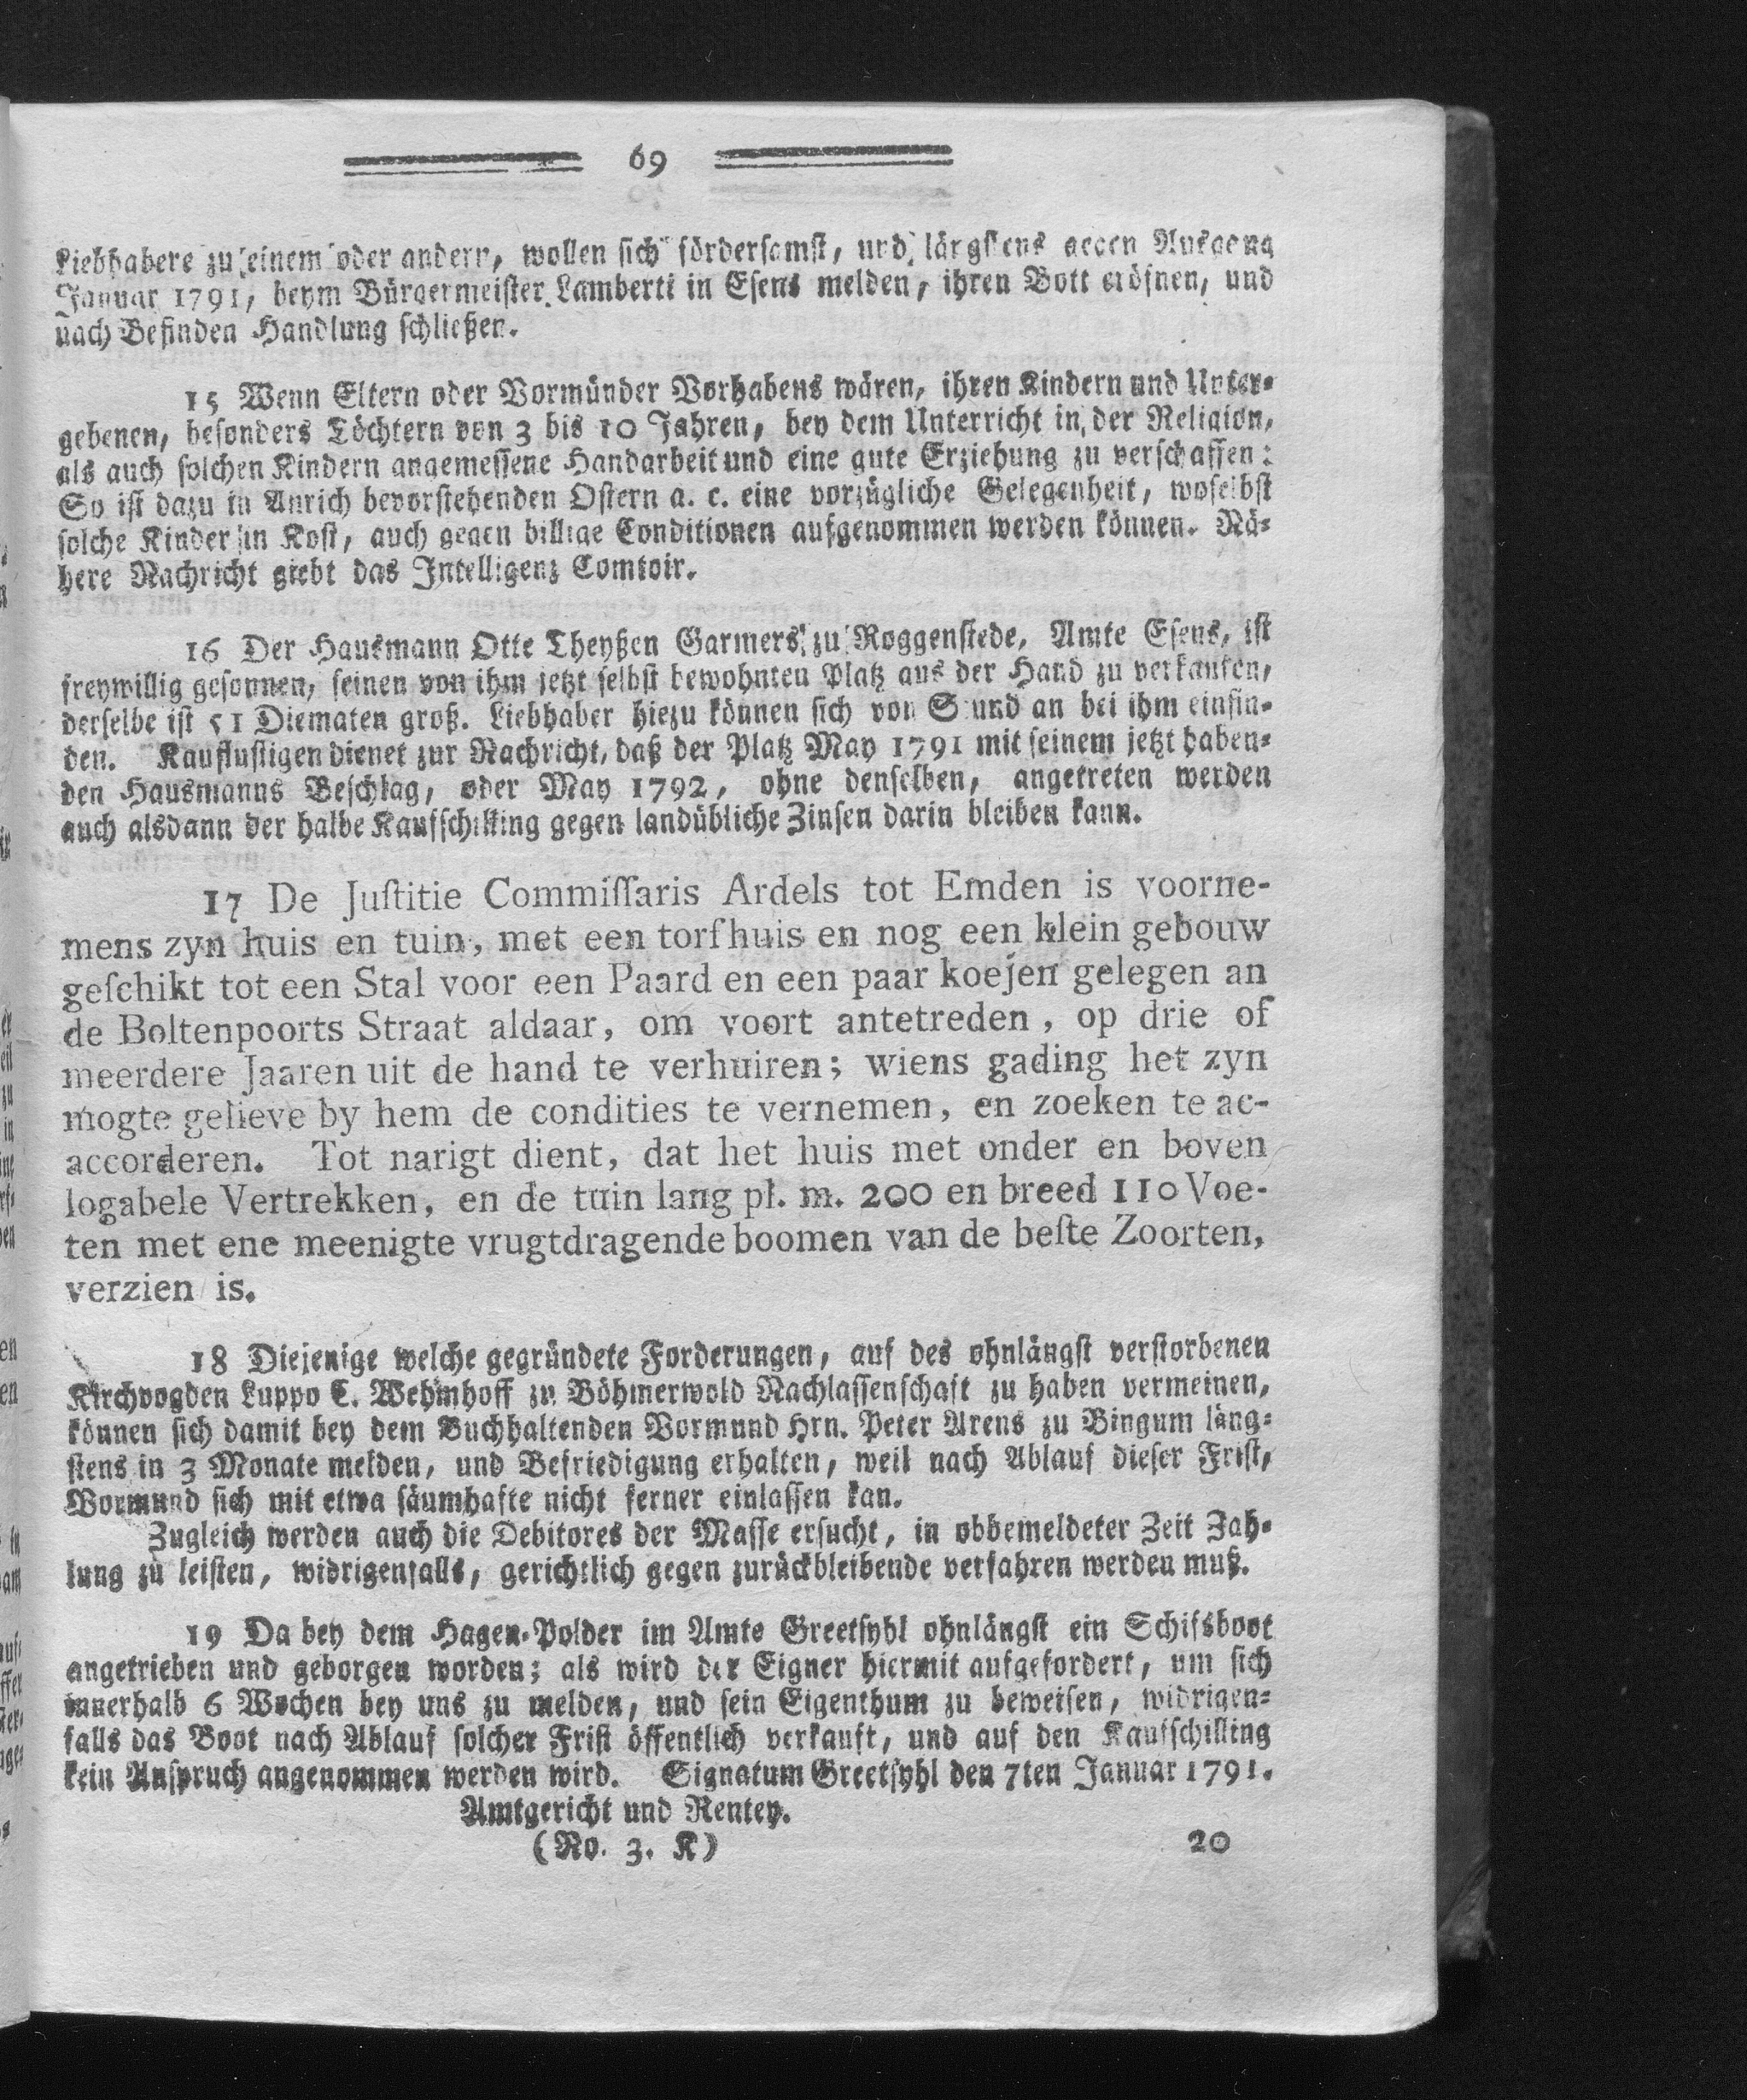 69
Liebhabere zu einem oder andern, wollen sich fördersamst, und längstens gegen Ausgang
Januar 1791, beym Bürgermeister Lamberti in Esens melden, ihren Bott eröfnen, und
nach Befinden Handlung schließen.
15 Wenn Eltern oder Vormünder Vorhabens wären, ihren Kindern und Unter-
gebenen, besonders Töchtern von 3 bis 10 Jahren, bey dem Unterricht in der Religion,
als auch solchen Kindern angemessene Handarbeit und eine gute Erziehung zu verschaffen:
So ist dazu in Aurich bevorstehenden Ostern a. c. eine vorzügliche Gelegenheit, woselbst
solche Kinder in Kost, auch gegen billige Conditionen aufgenommen werden können. Nä-
here Nachricht giebt das Intelligenz Comtoir.
16 Der Hausmann Otte Theyßen Garmers zu Roggenstede, Amte Esens, ist
freywillig gesonnen, seinen von ihm jetzt selbst bewohnten Platz aus der Hand zu verkaufen,
derselbe ist 51 Diematen groß. Liebhaber hiezu können sich von Stund an bei ihm einfin-
den. Kauflustigen dienet zur Nachricht, daß der Platz May 1791 mit seinem jetzt haben-
den Hausmanns Beschlag, oder May 1792, ohne denselben, angetreten werden
auch alsdann der halbe Kaufschilling gegen landübliche Zinsen darin bleiben kann.
17 De Juſtitie Commiſſaris Ardels tot Emden is voorne-
mens zyn huis en tuin, met een torfhuis en nog een klein gebouw
geſchikt tot een Stal voor een Paard en een paar koejen gelegen an
de Boltenpoorts Straat aldaar, om voort antetreden, op drie of
meerdere Jaaren uit de hand te verhuiren; wiens gading het zyn
mogte gelieve by hem de condities te vernemen, en zoeken te ac-
accorderen. Tot narigt dient, dat het huis met onder en boven
logabele Vertrekken, en de tuin lang pl. m. 200 en breed 110 Voe-
ten met ene meenigte vrugtdragende boomen van de beſte Zoorten,
verzien is.
18 Diejenige welche gegründete Forderungen, auf des ohnlängst verstorbenen
Kirchvogden Luppo C. Wehmhoff zu Böhmerwold Nachlassenschaft zu haben vermeinen,
können sich damit bey dem Buchhaltenden Vormund Hrn. Peter Arens zu Bingum läng-
stens in 3 Monate melden, und Befriedigung erhalten, weil nach Ablauf dieser Frist,
Vormund sich mit etwa säumhafte nicht ferner einlassen kan.
Zugleich werden auch die Debitores der Masse ersucht, in obbemeldeter Zeit Zah-
lung zu leisten, widrigenfalls, gerichtlich gegen zurückbleibende verfahren werden muß.
19 Da bey dem Hagen-Polder im Amte Greetsyhl ohnlängst ein Schifsboot
angetrieben und geborgen worden; als wird der Eigner hiermit aufgefordert, um sich
innerhalb 6 Wochen bey uns zu melden, und sein Eigenthum zu beweisen, widrigen-
falls das Boot nach Ablauf solcher Frist öffentlich verkauft, und auf den Kaufschilling
kein Anspruch angenommen werden wird. Signatum Greetsyhl den 7ten Januar 1791.
Amtgericht und Rentey.
(No. 3. K)
20